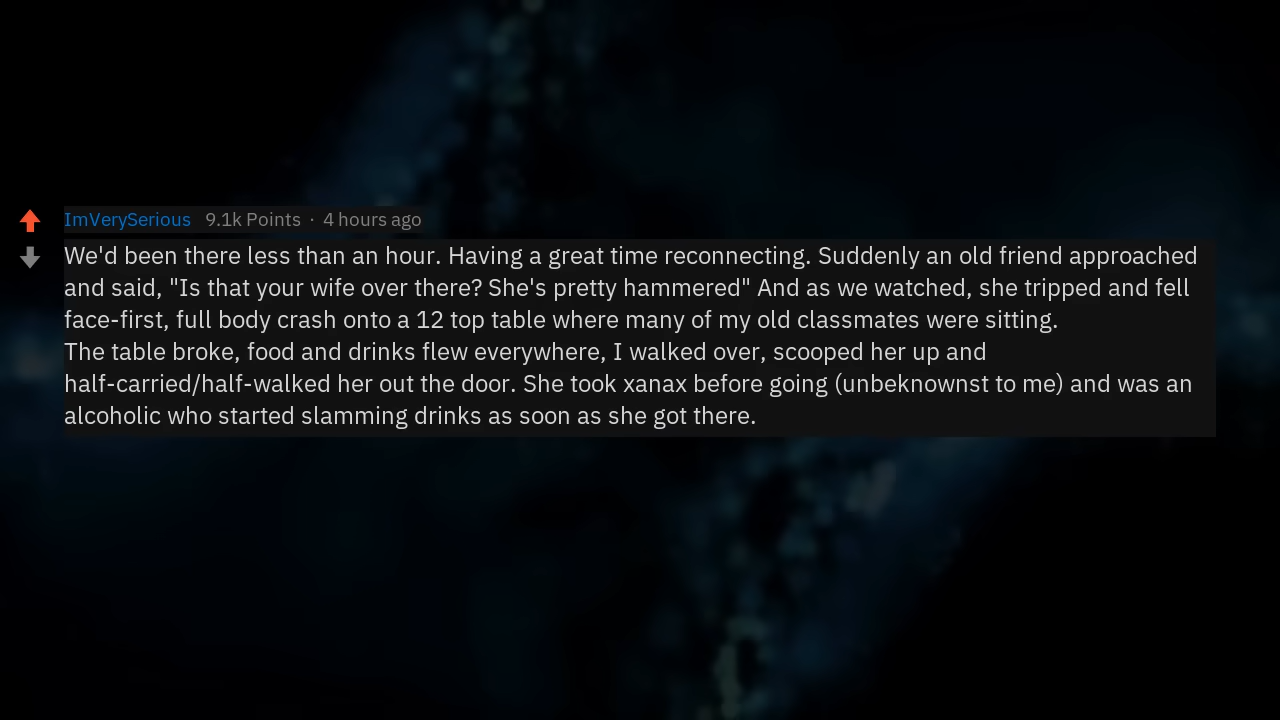 ImVerySerious 9.1k Points · 4 hours ago
We'd been there less than an hour. Having a great time reconnecting. Suddenly an old friend approached
and said, "Is that your wife over there? She's pretty hammered" And as we watched, she tripped and fell
face-first, full body crash onto a 12 top table where many of my old classmates were sitting.
The table broke, food and drinks flew everywhere, I walked over, scooped her up and
half-carried/half-walked her out the door. She took xanax before going (unbeknownst to me) and was an
alcoholic who started slamming drinks as soon as she got there.